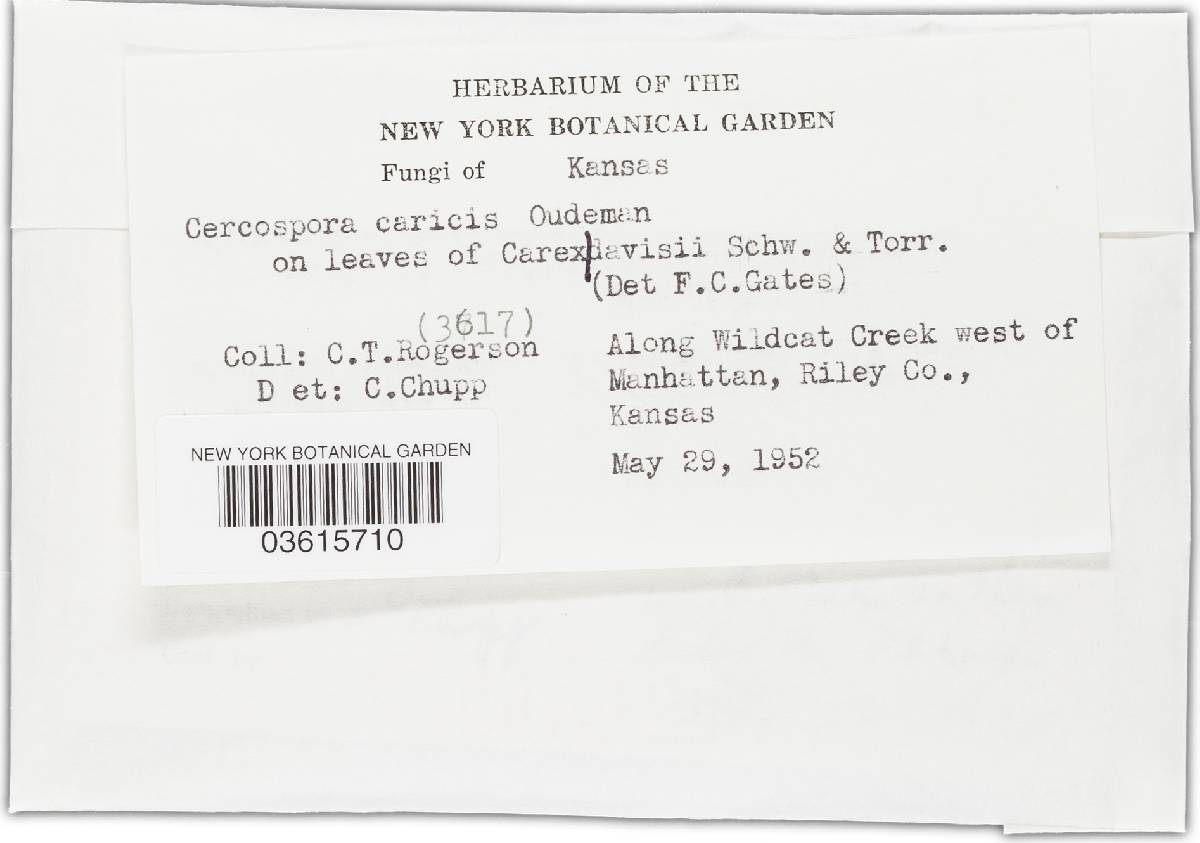 HERBARIUM OF THE
NEW YORK BOTANICAL GARDEN
Fungi of Kansas
Cercospora caricis Oudeman
on leaves of Carex davisii Schw. & Torr.
(Det F.C.Gates)
(3617)
Coll: C.T.Rogerson
D et: C.Chupp
Along Wildcat Creek west of
Manhattan, Riley Co.,
Kansas
May 29, 1952
NEW YORK BOTANICAL GARDEN
03615710